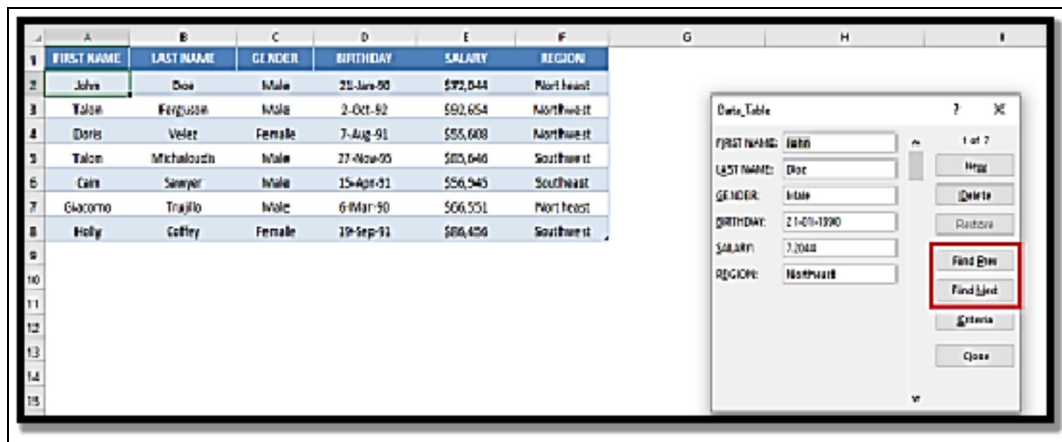 A B C D E F G H I
1 FIRST NAME LAST NAME GENDER BIRTHDAY SALARY REGION
2 John Doe Male 21-Jan-90 $72,044 Northeast
3 Talon Ferguson Male 2-Oct-92 $92,654 Northwest
4 Doris Velez Female 7-Aug-91 $55,608 Northwest
5 Talon Male 27-Nov-95 $85,646 Southwest
6 Cain Sawyer Male 15-Apr-91 $56,945 Southeast
7 Giacomo Trujillo Male 6-Mar-90 $66,551 Northeast
8 Holly Coffey Female 19-Sep-91 $86,456 Southwest
9
10
11
12
13
14
15
Data_Table ? X
FIRST NAME: John 1 of 7
LAST NAME: Doe New
GENDER: Male Delete
BIRTHDAY: 21-01-1990 Restore
SALARY: 72044
REGION: Northeast
Find Prev
Find Next
Criteria
Close